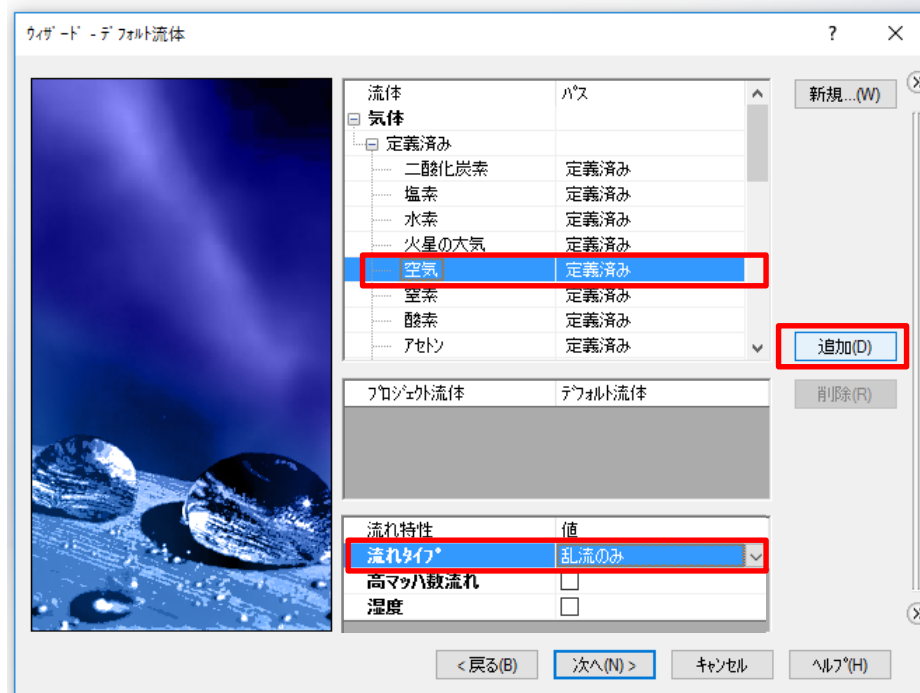 ｳｨｻﾞｰﾄﾞ - ﾃﾞﾌｫﾙﾄ流体
?
流体 ﾊﾟｽ
新規...(W)
気体
定義済み
二酸化炭素 定義済み
塩素 定義済み
水素 定義済み
火星の大気 定義済み
空気 定義済み
窒素 定義済み
酸素 定義済み
ｱｾﾄﾝ 定義済み
追加(D)
ﾌﾟﾛｼﾞｪｸﾄ流体 ﾃﾞﾌｫﾙﾄ流体
削除(R)
流れ特性 値
流れﾀｲﾌﾟ 乱流のみ
高ﾏｯﾊ数流れ
湿度
< 戻る(B) 次へ(N) > ｷｬﾝｾﾙ ﾍﾙﾌﾟ(H)